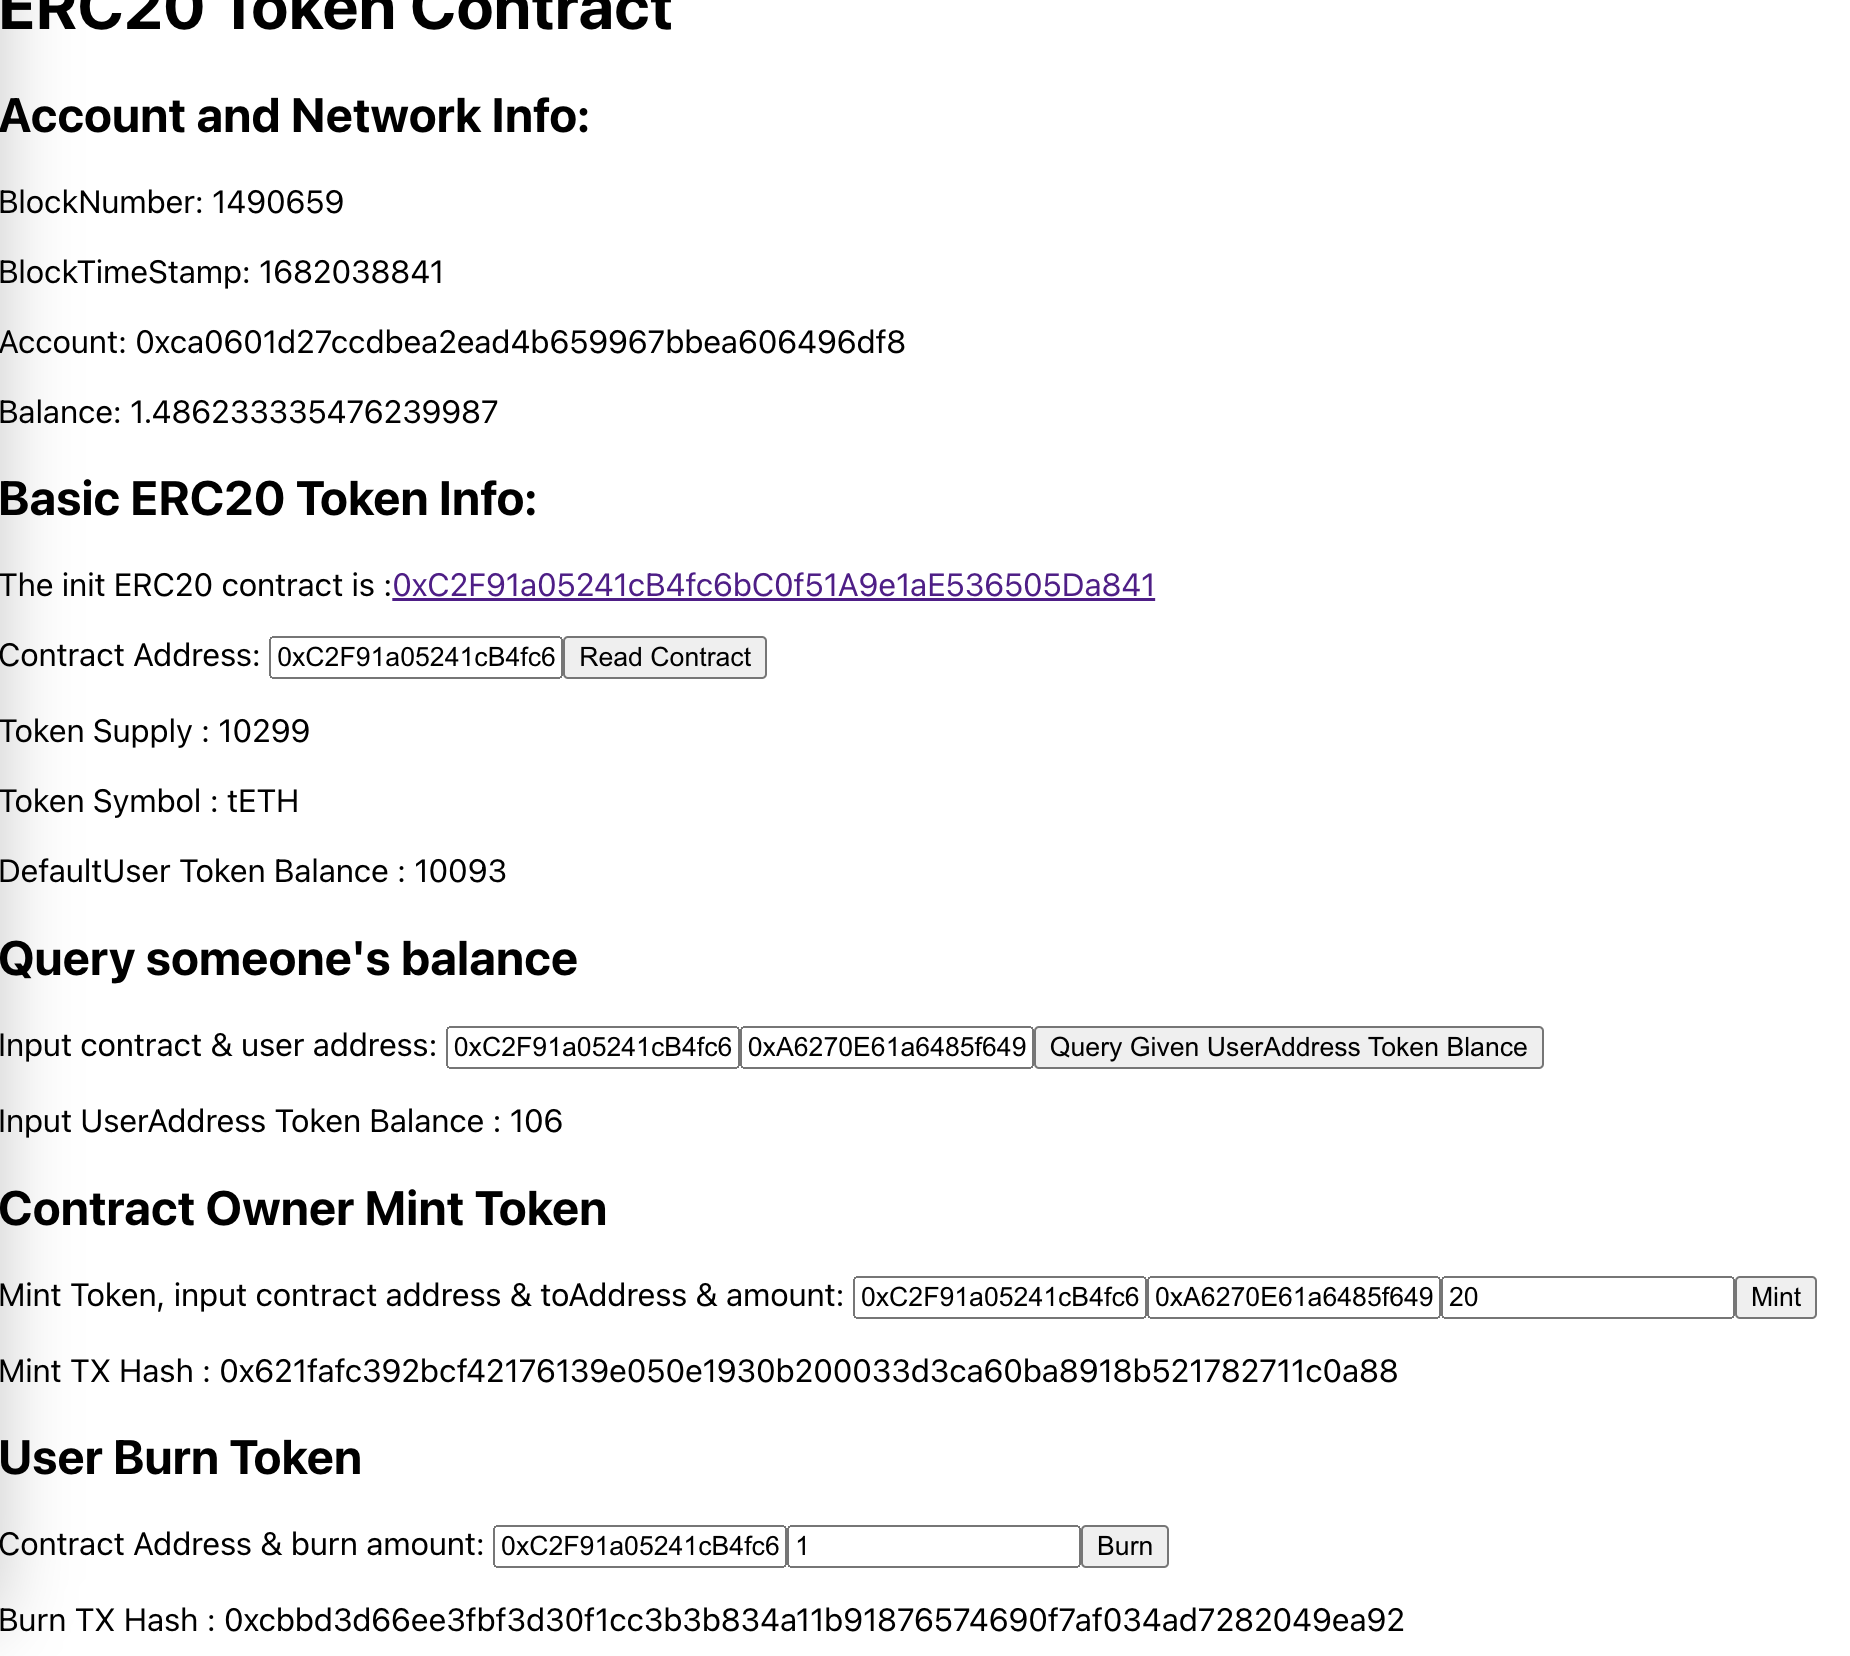 ERC20 Token Contract
Account and Network Info:
BlockNumber: 1490659
BlockTimeStamp: 1682038841
Account: 0xca0601d27ccdbea2ead4b659967bbea606496df8
Balance: 1.486233335476239987
Basic ERC20 Token Info:
The init ERC20 contract is :0xC2F91a05241cB4fc6bC0f51A9e1aE536505Da841
Contract Address: 0xC2F91a05241cB4fc6 Read Contract
Token Supply : 10299
Token Symbol : tETH
DefaultUser Token Balance : 10093
Query someone's balance
Input contract & user address: 0xC2F91a05241cB4fc6 0xA6270E61a6485f649 Query Given UserAddress Token Blance
Input UserAddress Token Balance : 106
Contract Owner Mint Token
Mint Token, input contract address & toAddress & amount: 0xC2F91a05241cB4fc6 0xA6270E61a6485f649 20 Mint
Mint TX Hash : 0x621fafc392bcf42176139e050e1930b200033d3ca60ba8918b521782711c0a88
User Burn Token
Contract Address & burn amount: 0xC2F91a05241cB4fc6 1 Burn
Burn TX Hash : 0xcbbd3d66ee3fbf3d30f1cc3b3b834a11b91876574690f7af034ad7282049ea92